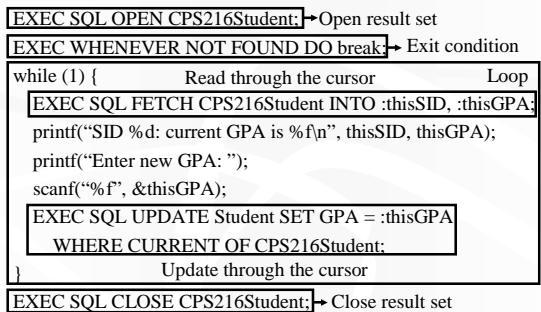 EXEC SQL OPEN CPS216Student; Open result set
EXEC WHENEVER NOT FOUND DO break; Exit condition
while (1) { Read through the cursor Loop
EXEC SQL FETCH CPS216Student INTO :thisSID, :thisGPA;
printf(“SID %d: current GPA is %f\n”, thisSID, thisGPA);
printf(“Enter new GPA: ”);
scanf(“%f”, &thisGPA);
EXEC SQL UPDATE Student SET GPA = :thisGPA
WHERE CURRENT OF CPS216Student;
} Update through the cursor
EXEC SQL CLOSE CPS216Student; Close result set